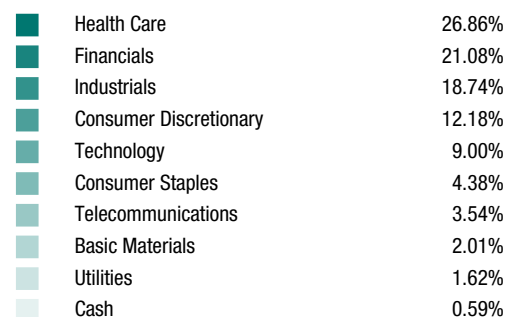 Health Care 26.86%
Financials 21.08%
Industrials 18.74%
Consumer Discretionary 12.18%
Technology 9.00%
Consumer Staples 4.38%
Telecommunications 3.54%
Basic Materials 2.01%
Utilities 1.62%
Cash 0.59%